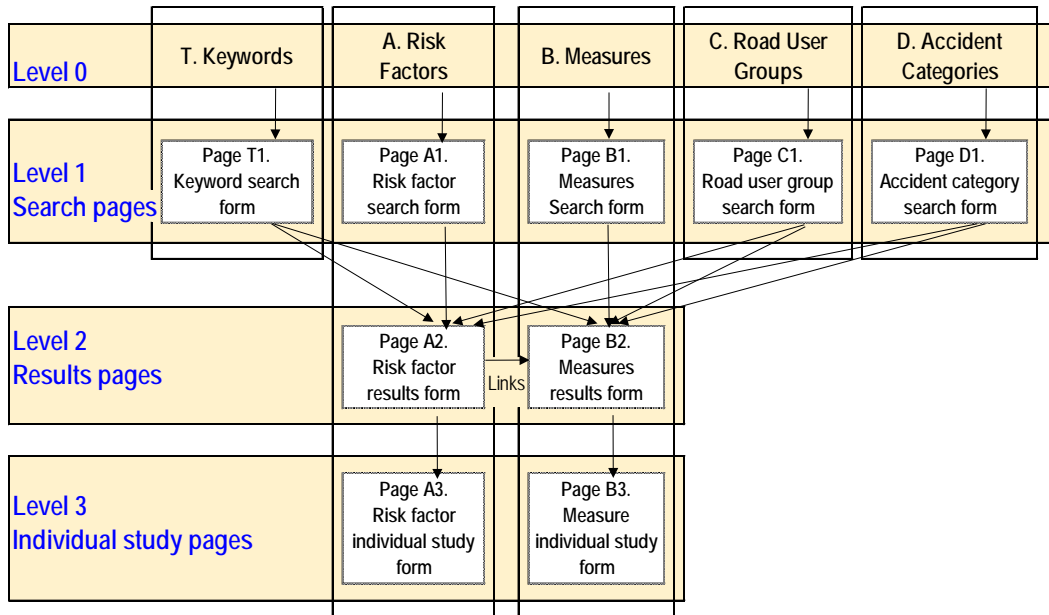 Level 0
T. Keywords
A. Risk
Factors
B. Measures
C. Road User
Groups
D. Accident
Categories
Level 1
Search pages
Page T1.
Keyword search
form
Page A1.
Risk factor
search form
Page B1.
Measures
Search form
Page C1.
Road user group
search form
Page D1.
Accident category
search form
Level 2
Results pages
Page A2.
Risk factor
results form
Links
Page B2.
Measures
results form
Level 3
Individual study pages
Page A3.
Risk factor
individual study
form
Page B3.
Measure
individual study
form